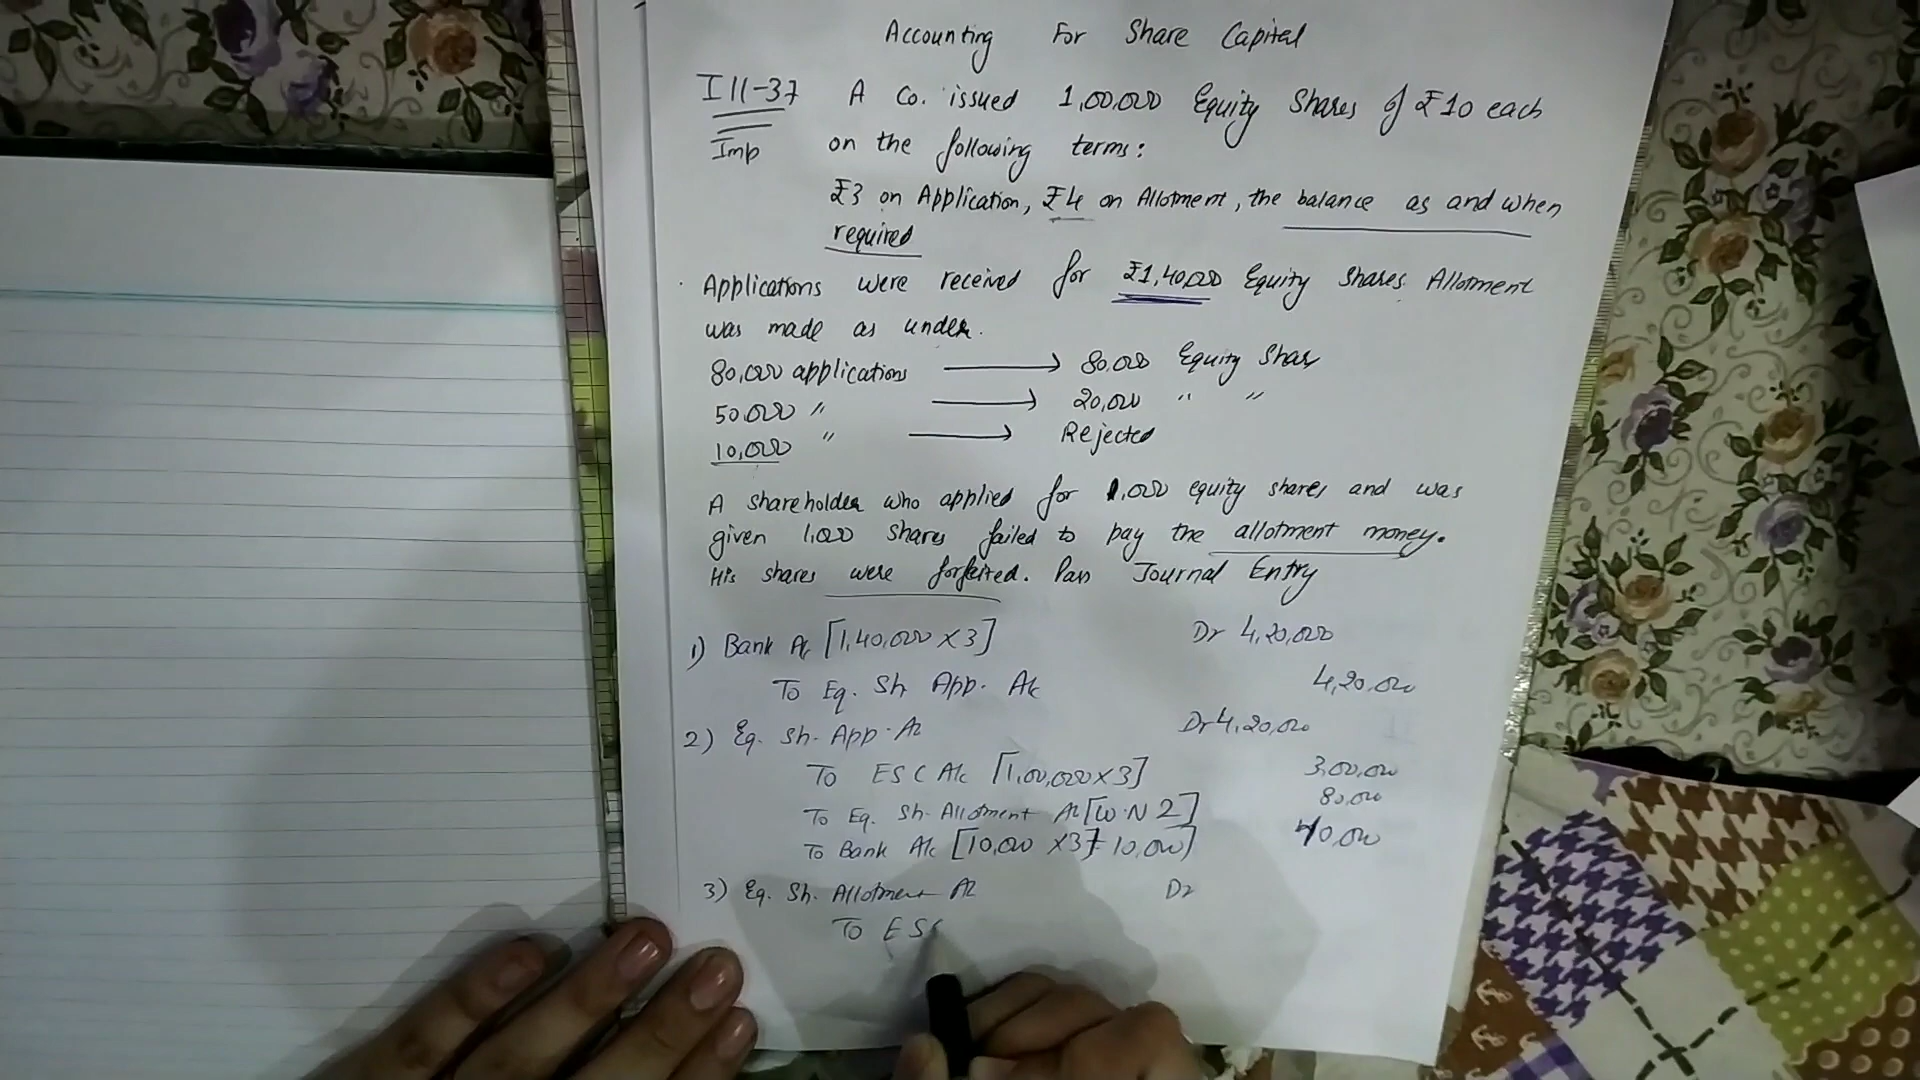 Accounting For Share Capital
Ill-37 A Co. issued 1,00,000 Equity Shares of ₹10 each
Imp on the following terms:
₹3 on Application, ₹4 on Allotment, the balance as and when
required
Applications were received for ₹1,40,000 Equity Shares. Allotment
was made as under.
80,000 applications → 80,000 Equity Shar
50,000 " → 20,000 " "
10,000 " → Rejected
A shareholder who applied for 1,000 equity shares and was
given 1,000 shares failed to pay the allotment money.
His shares were forfeited. Pass Journal Entry
1) Bank A/c [1,40,000 X 3] Dr 4,20,000
To Eq. Sh App. A/c 4,20,000
2) Eq. Sh. App. A/c Dr 4,20,000
To ESC A/c [1,00,000 X 3] 3,00,000
To Eq. Sh. Allotment A/c [W.N 2] 80,000
To Bank A/c [10,000 X 3 + 10,000] 40,000
3) Eq. Sh. Allotment A/c Dr
To ESC